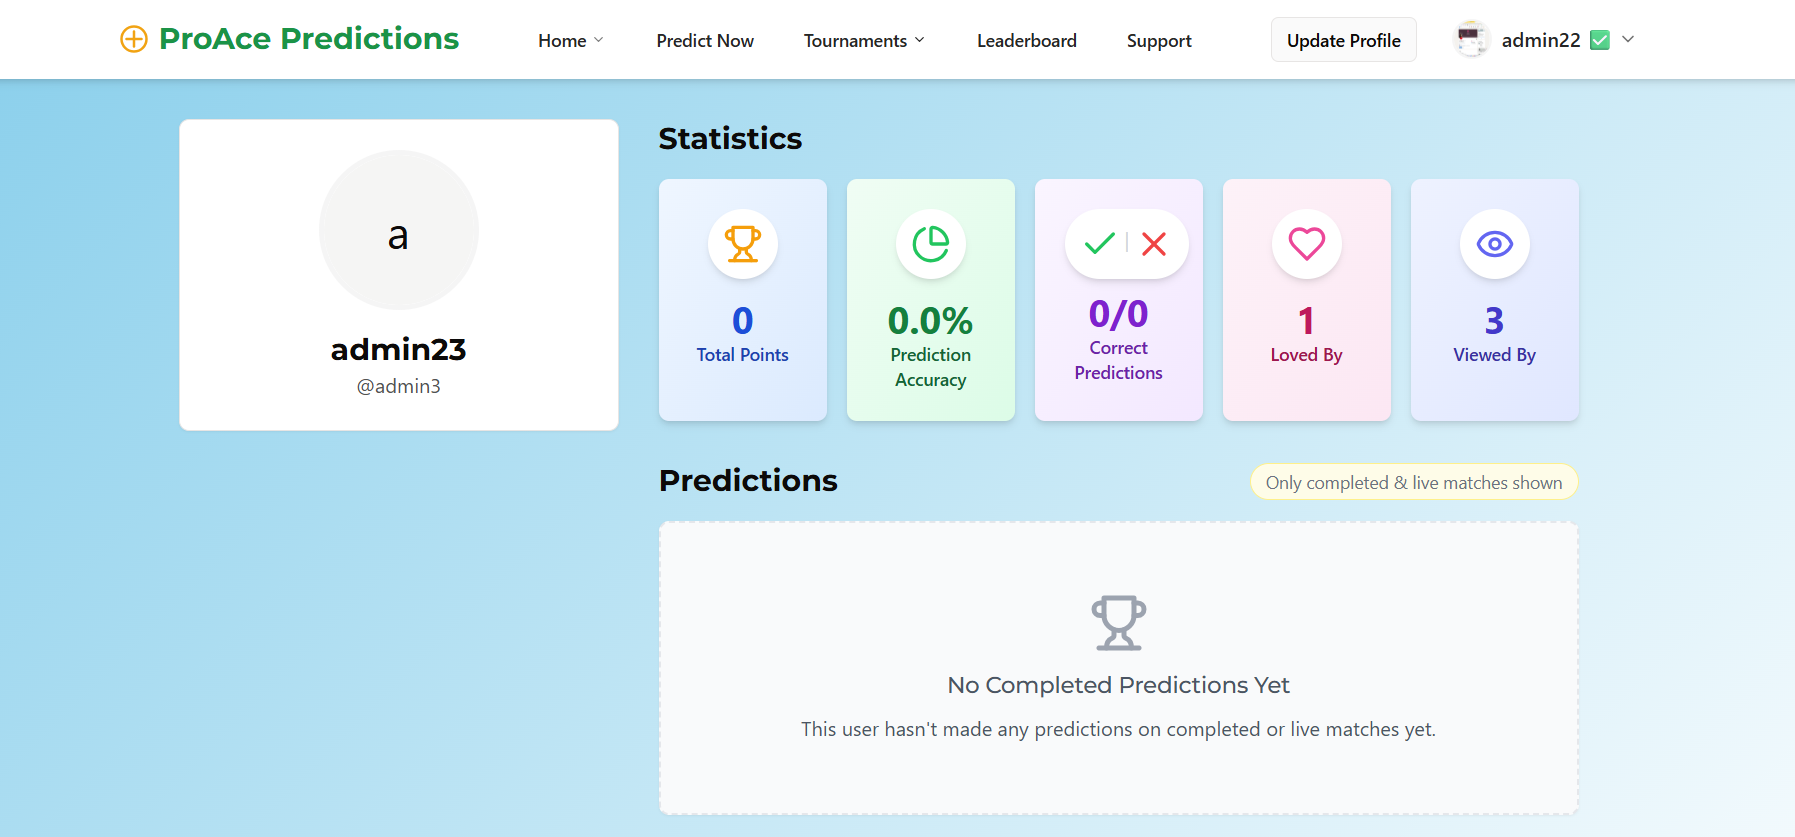 ProAce Predictions
Home
Predict Now
Tournaments
Leaderboard
Support
Update Profile
admin22
a
admin23
@admin3
Statistics
0
Total Points
0.0%
Prediction
Accuracy
0/0
Correct
Predictions
1
Loved By
3
Viewed By
Predictions
Only completed & live matches shown
No Completed Predictions Yet
This user hasn't made any predictions on completed or live matches yet.